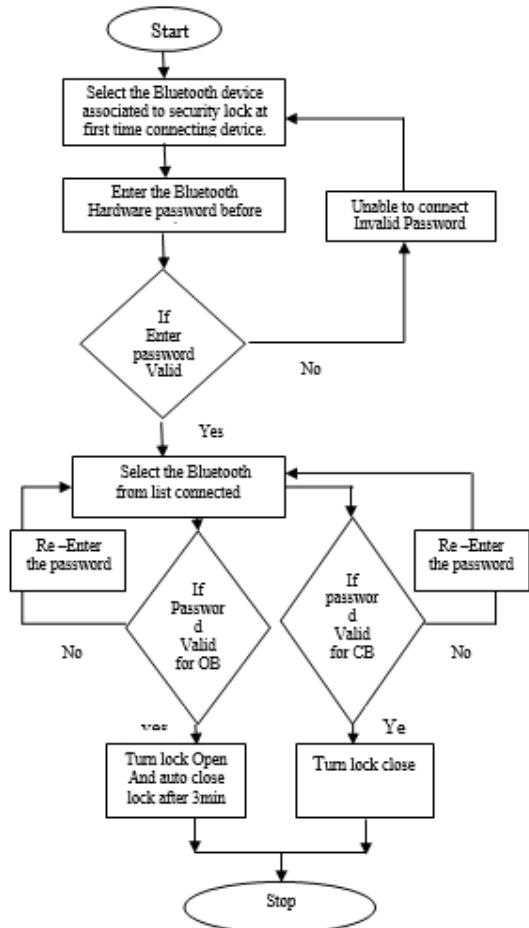 Start
Select the Bluetooth device
associated to security lock at
first time connecting device.
Enter the Bluetooth
Hardware password before
Unable to connect
Invalid Password
If
Enter
password
Valid
No
Yes
Select the Bluetooth
from list connected
Re –Enter
the password
Re –Enter
the password
If
Passwor
d
Valid
for OB
If
passwor
d
Valid
for CB
No
No
yes
Ye
Turn lock Open
And auto close
lock after 3min
Turn lock close
Stop